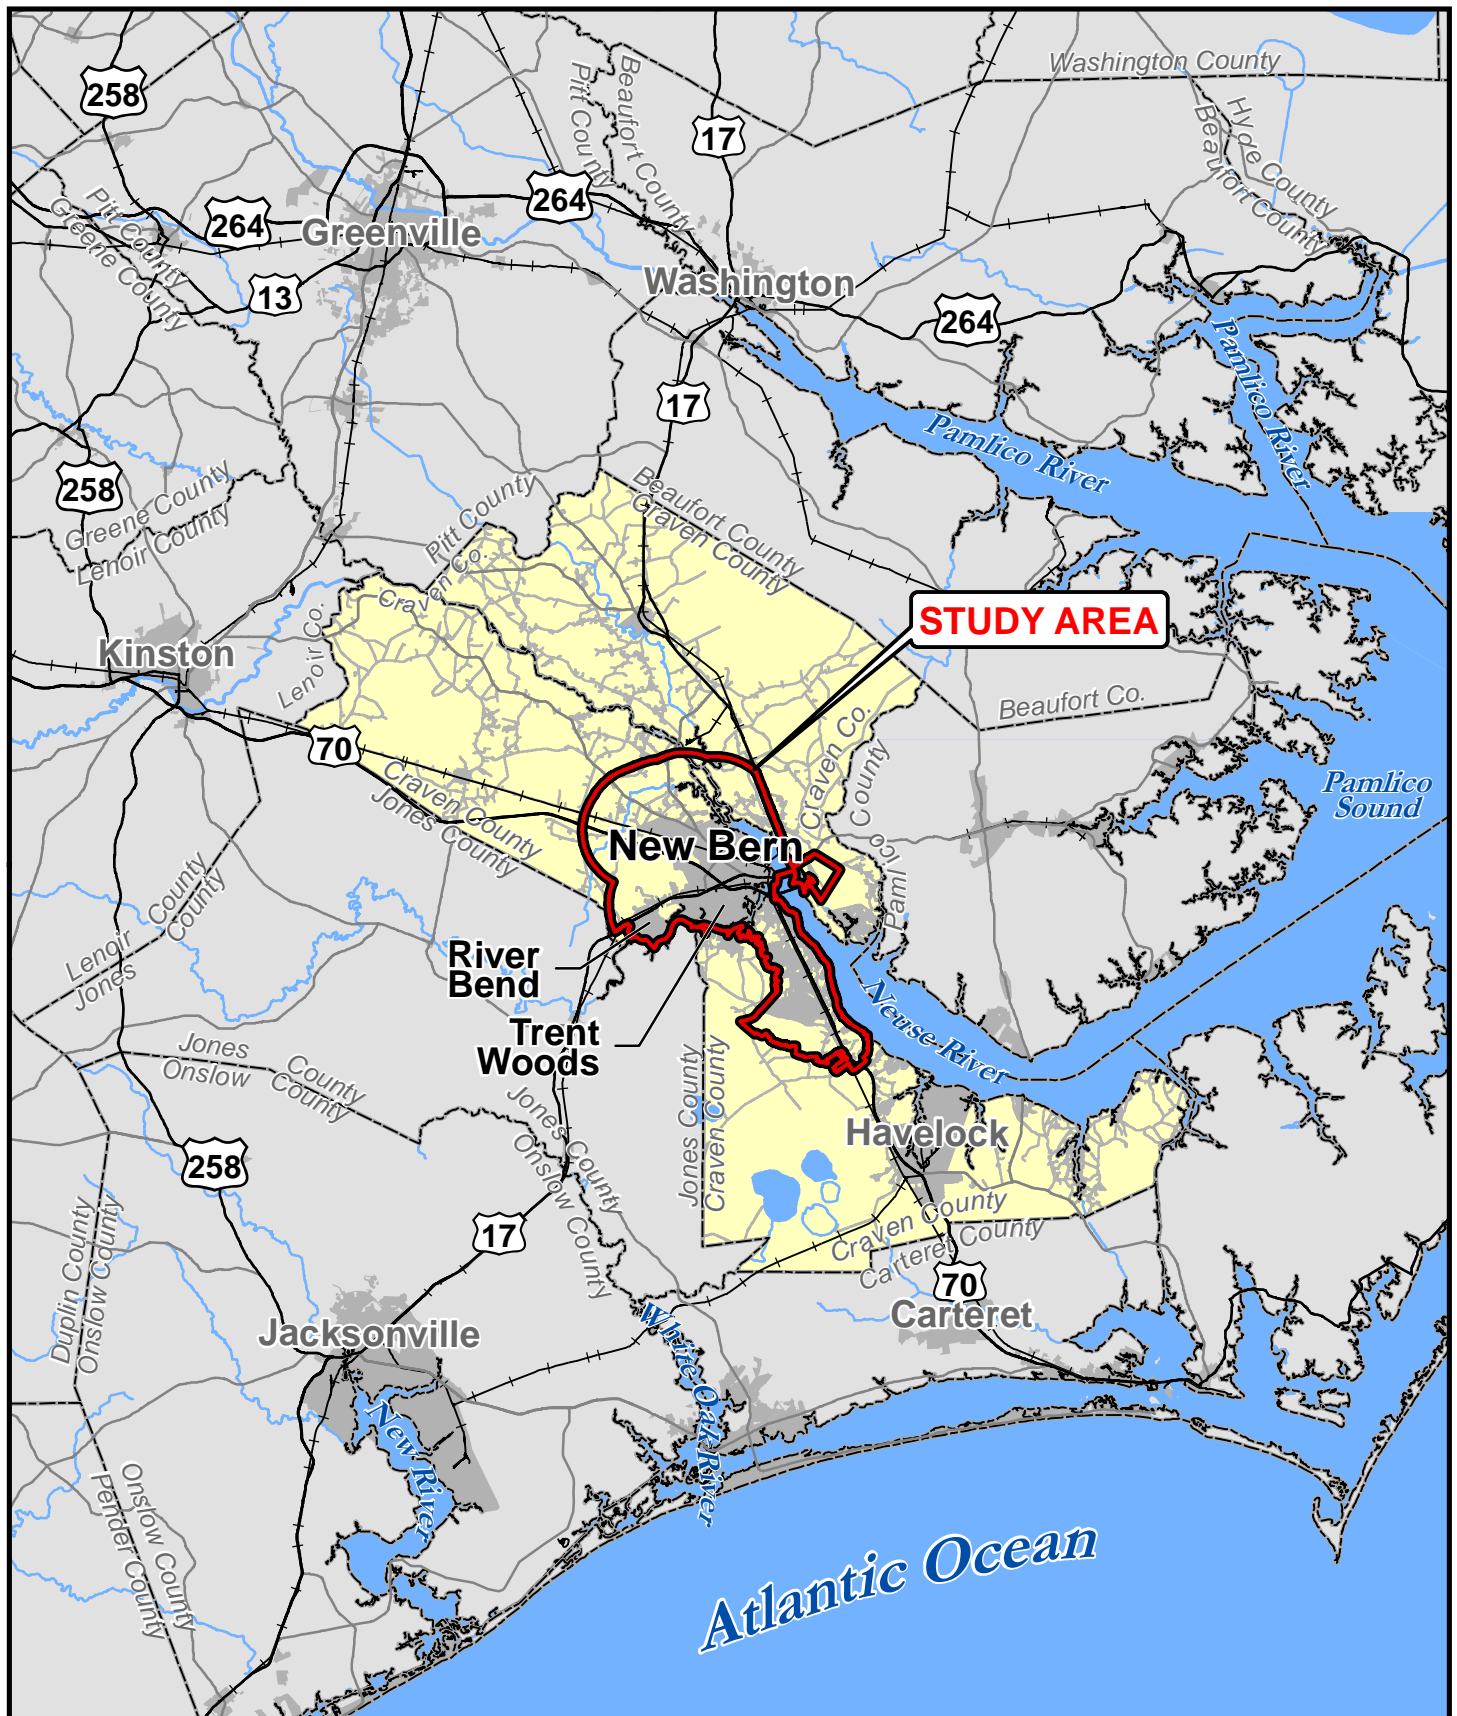 Washington County
258
Beaufort County
Pitt County
17
Hyde County
Beaufort County
264
264
Pitt County
Greene County
Greenville
Washington
13
264
Pamlico River
17
Pamlico River
258
Greene County
Lenoir County
Pitt County
Craven Co.
Beaufort County
Craven County
STUDY AREA
Kinston
Lenoir Co.
Beaufort Co.
70
Craven Co.
Pamlico County
Pamlico
Sound
Craven County
Jones County
New Bern
Lenoir County
Jones County
River
Bend
Neuse River
Trent
Woods
Jones County
Onslow County
Jones County
Onslow County
Jones County
Craven County
Havelock
258
17
Craven County
Carteret County
Duplin County
Onslow County
70
Carteret
Jacksonville
White Oak River
New River
Onslow County
Pender County
Atlantic Ocean